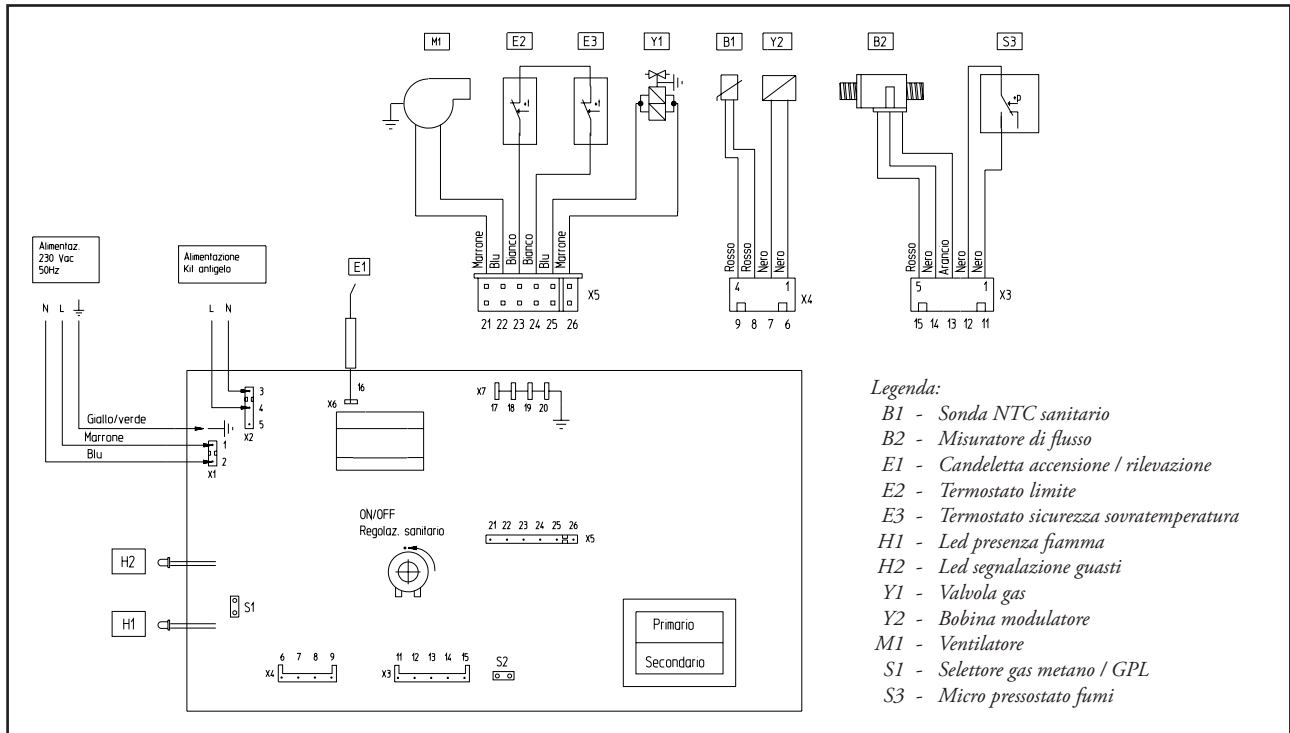 M1
E2
E3
Y1
B1
Y2
B2
S3
+t
+t
+p
Marrone
Blu
Bianco
Bianco
Blu
Marrone
Rosso
Rosso
Nero
Nero
Rosso
Nero
Arancio
Nero
Nero
X5
21 22 23 24 25 26
4 1
X4
9 8 7 6
5 1
X3
15 14 13 12 11
Alimentaz.
230 Vac
50Hz
N L
Alimentazione
Kit antigelo
L N
E1
16
X6
3
4
5
X2
X7
17 18 19 20
Giallo/verde
Marrone
Blu
1
2
X1
ON/OFF
Regolaz. sanitario
21 22 23 24 25 26
X5
H2
H1
S1
6 7 8 9
X4
11 12 13 14 15
X3
S2
Primario
Secondario
Legenda:
B1 - Sonda NTC sanitario
B2 - Misuratore di flusso
E1 - Candeletta accensione / rilevazione
E2 - Termostato limite
E3 - Termostato sicurezza sovratemperatura
H1 - Led presenza fiamma
H2 - Led segnalazione guasti
Y1 - Valvola gas
Y2 - Bobina modulatore
M1 - Ventilatore
S1 - Selettore gas metano / GPL
S3 - Micro pressostato fumi